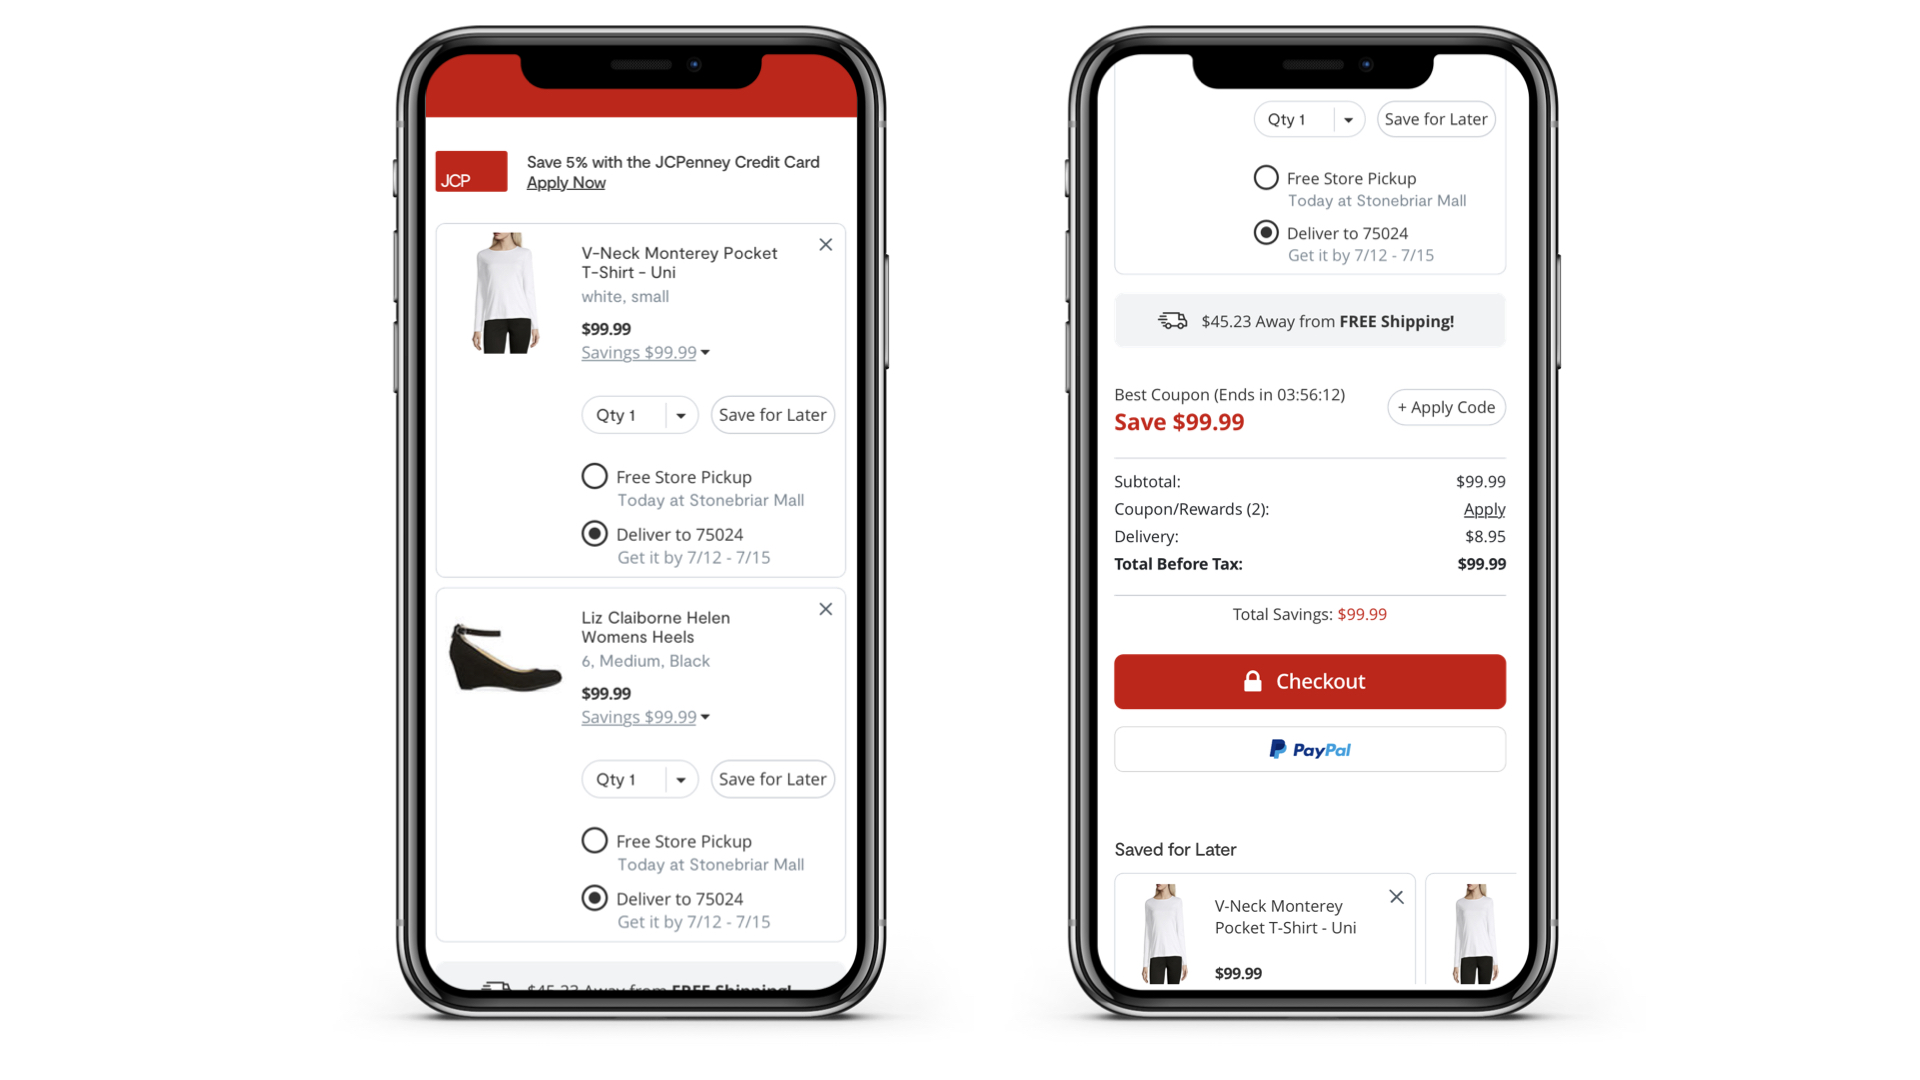 JCP
Save 5% with the JCPenney Credit Card
Apply Now
V-Neck Monterey Pocket
T-Shirt - Uni
white, small
$99.99
Savings $99.99
Qty 1
Save for Later
Free Store Pickup
Today at Stonebriar Mall
Deliver to 75024
Get it by 7/12 - 7/15
Liz Claiborne Helen
Womens Heels
6, Medium, Black
$99.99
Savings $99.99
Qty 1
Save for Later
Free Store Pickup
Today at Stonebriar Mall
Deliver to 75024
Get it by 7/12 - 7/15
$45.23 Away from FREE Shipping!
Qty 1
Save for Later
Free Store Pickup
Today at Stonebriar Mall
Deliver to 75024
Get it by 7/12 - 7/15
$45.23 Away from FREE Shipping!
Best Coupon (Ends in 03:56:12)
Save $99.99
+ Apply Code
Subtotal: $99.99
Coupon/Rewards (2): Apply
Delivery: $8.95
Total Before Tax: $99.99
Total Savings: $99.99
Checkout
PayPal
Saved for Later
V-Neck Monterey
Pocket T-Shirt - Uni
$99.99